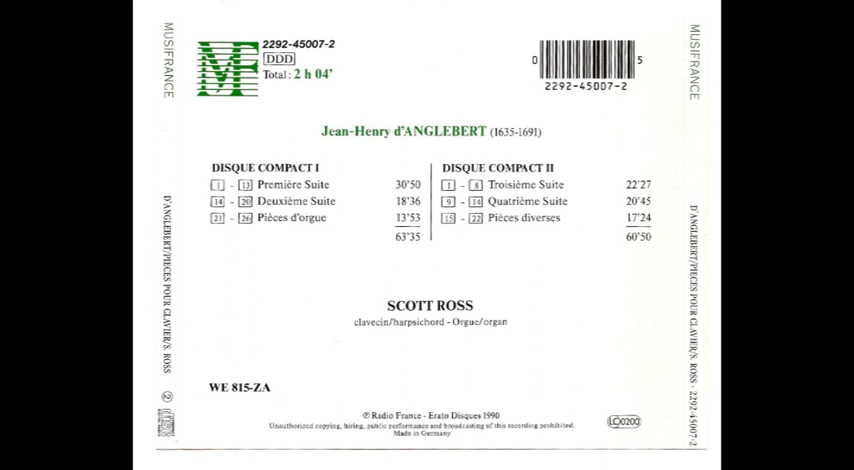 MUSIFRANCE
D'ANGLEBERT/PIECES POUR CLAVIER/S. ROSS
2
MF
2292-45007-2
DDD
Total : 2 h 04'
0 5
2292-45007-2
Jean-Henry d'ANGLEBERT (1635-1691)
DISQUE COMPACT I
1 - 13 Première Suite 30'50
14 - 20 Deuxième Suite 18'36
21 - 26 Pièces d'orgue 13'53
63'35
DISQUE COMPACT II
1 - 8 Troisième Suite 22'27
9 - 14 Quatrième Suite 20'45
15 - 22 Pièces diverses 17'24
60'50
SCOTT ROSS
clavecin/harpsichord - Orgue/organ
WE 815-ZA
℗ Radio France - Erato Disques 1990
Unauthorized copying, hiring, public performance and broadcasting of this recording prohibited.
Made in Germany
LC 0200
MUSIFRANCE
D'ANGLEBERT/PIECES POUR CLAVIER/S. ROSS - 2292-45007-2